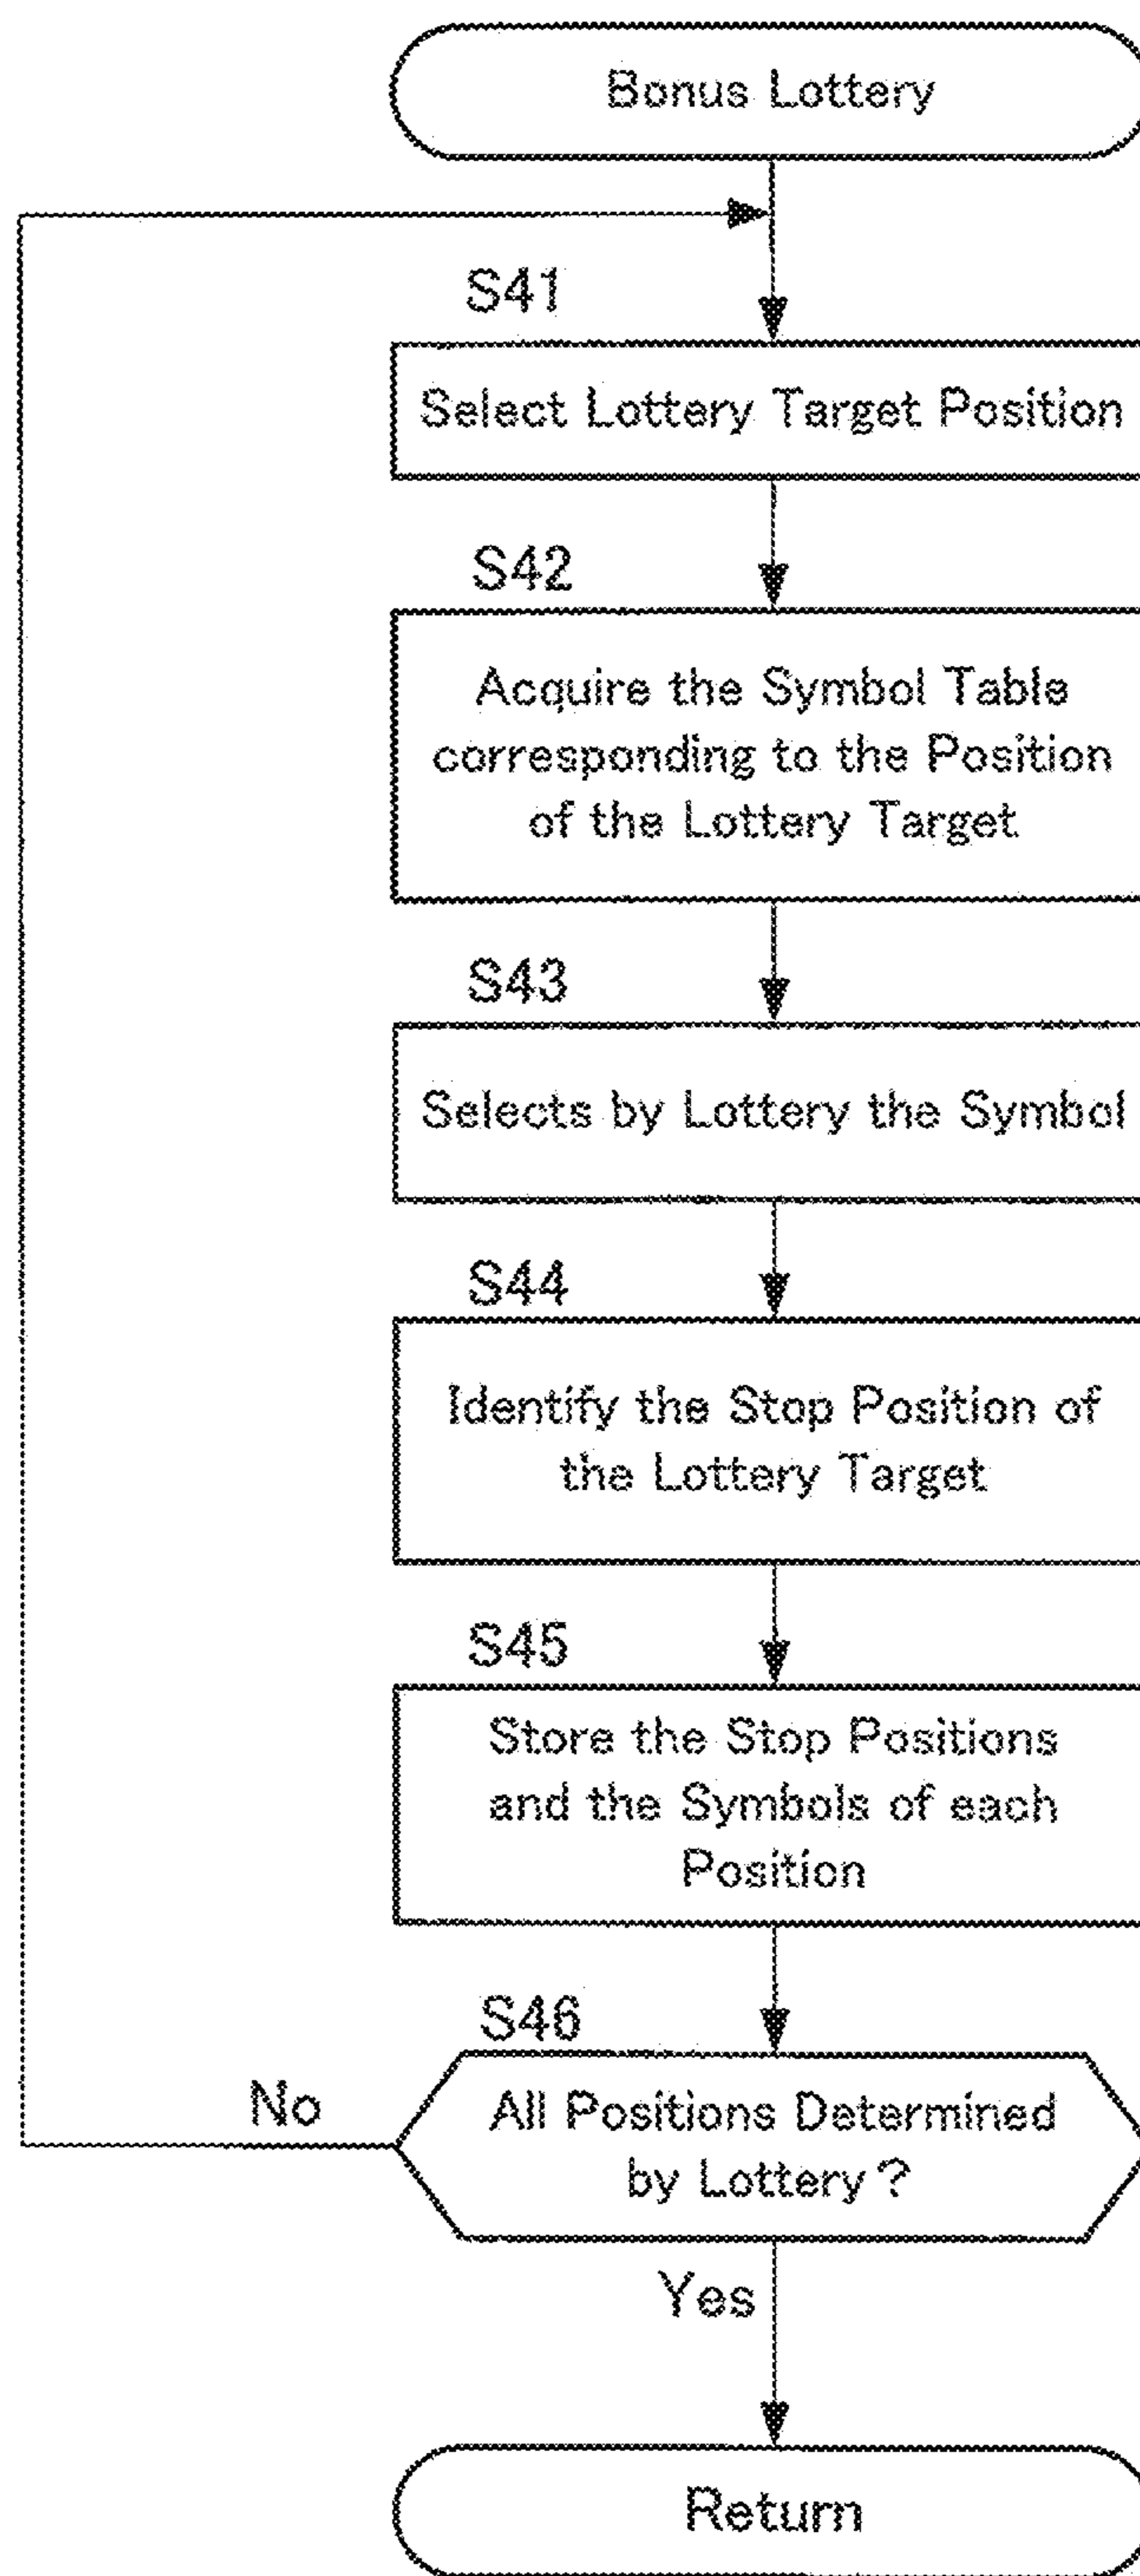 Bonus Lottery
S41
Select Lottery Target Position
S42
Acquire the Symbol Table
corresponding to the Position
of the Lottery Target
S43
Selects by Lottery the Symbol
S44
Identify the Stop Position of
the Lottery Target
S45
Store the Stop Positions
and the Symbols of each
Position
S46
No
All Positions Determined
by Lottery?
Yes
Return